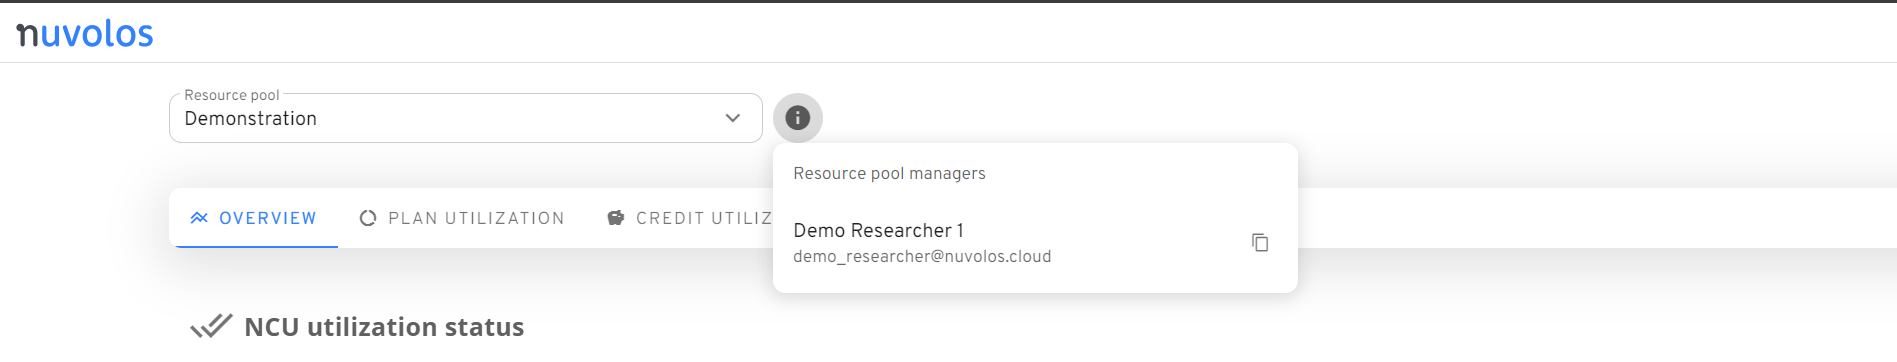 nuvolos
Resource pool
Demonstration
Resource pool managers
Demo Researcher 1
demo_researcher@nuvolos.cloud
OVERVIEW
PLAN UTILIZATION
CREDIT UTILIZ
NCU utilization status